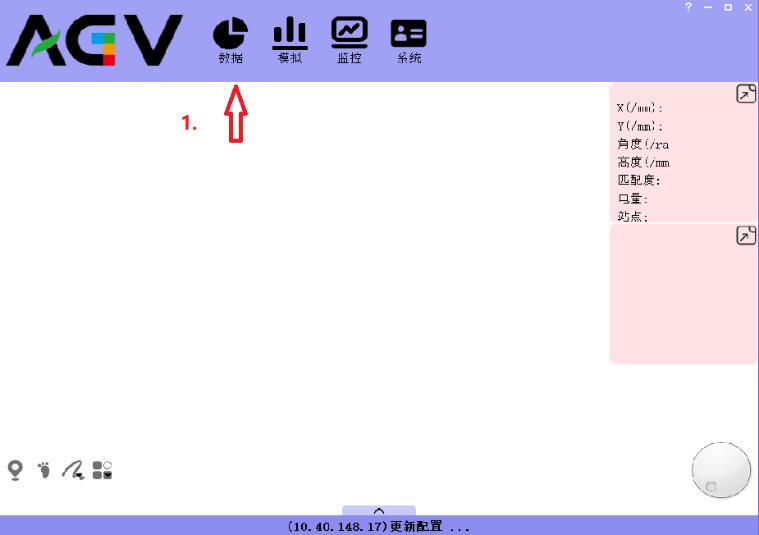 AGV
数据 模拟 监控 系统
1.
X(/mm):
Y(/mm):
角度(/ra
高度(/mm
匹配度:
电量:
站点:
(10.40.148.17)更新配置 ...